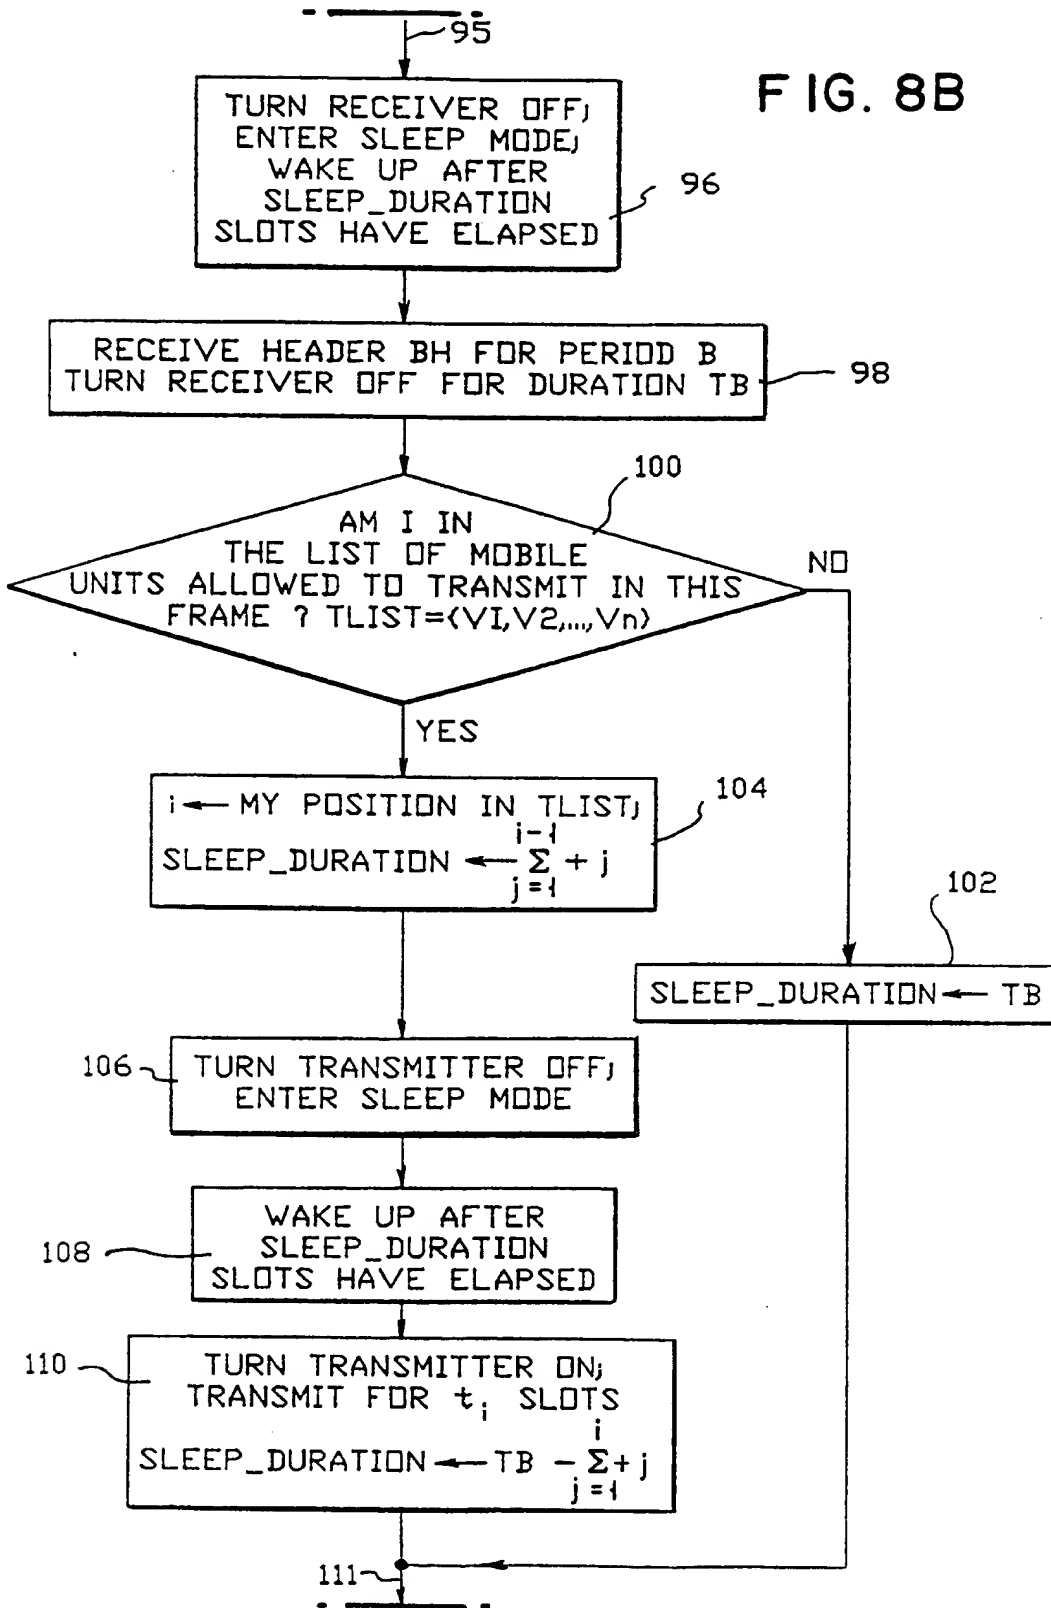 95
FIG. 8B
TURN RECEIVER OFF;
ENTER SLEEP MODE;
WAKE UP AFTER
SLEEP_DURATION
SLOTS HAVE ELAPSED
96
RECEIVE HEADER BH FOR PERIOD B
TURN RECEIVER OFF FOR DURATION TB
98
100
AM I IN
THE LIST OF MOBILE
UNITS ALLOWED TO TRANSMIT IN THIS
FRAME ? TLIST={VI,V2,...,Vn}
NO
YES
i ← MY POSITION IN TLIST;
i-1
SLEEP_DURATION ← Σ + j
j=1
104
102
SLEEP_DURATION ← TB
106
TURN TRANSMITTER OFF;
ENTER SLEEP MODE
108
WAKE UP AFTER
SLEEP_DURATION
SLOTS HAVE ELAPSED
110
TURN TRANSMITTER ON;
TRANSMIT FOR ti SLOTS
i
SLEEP_DURATION ← TB - Σ + j
j=1
111